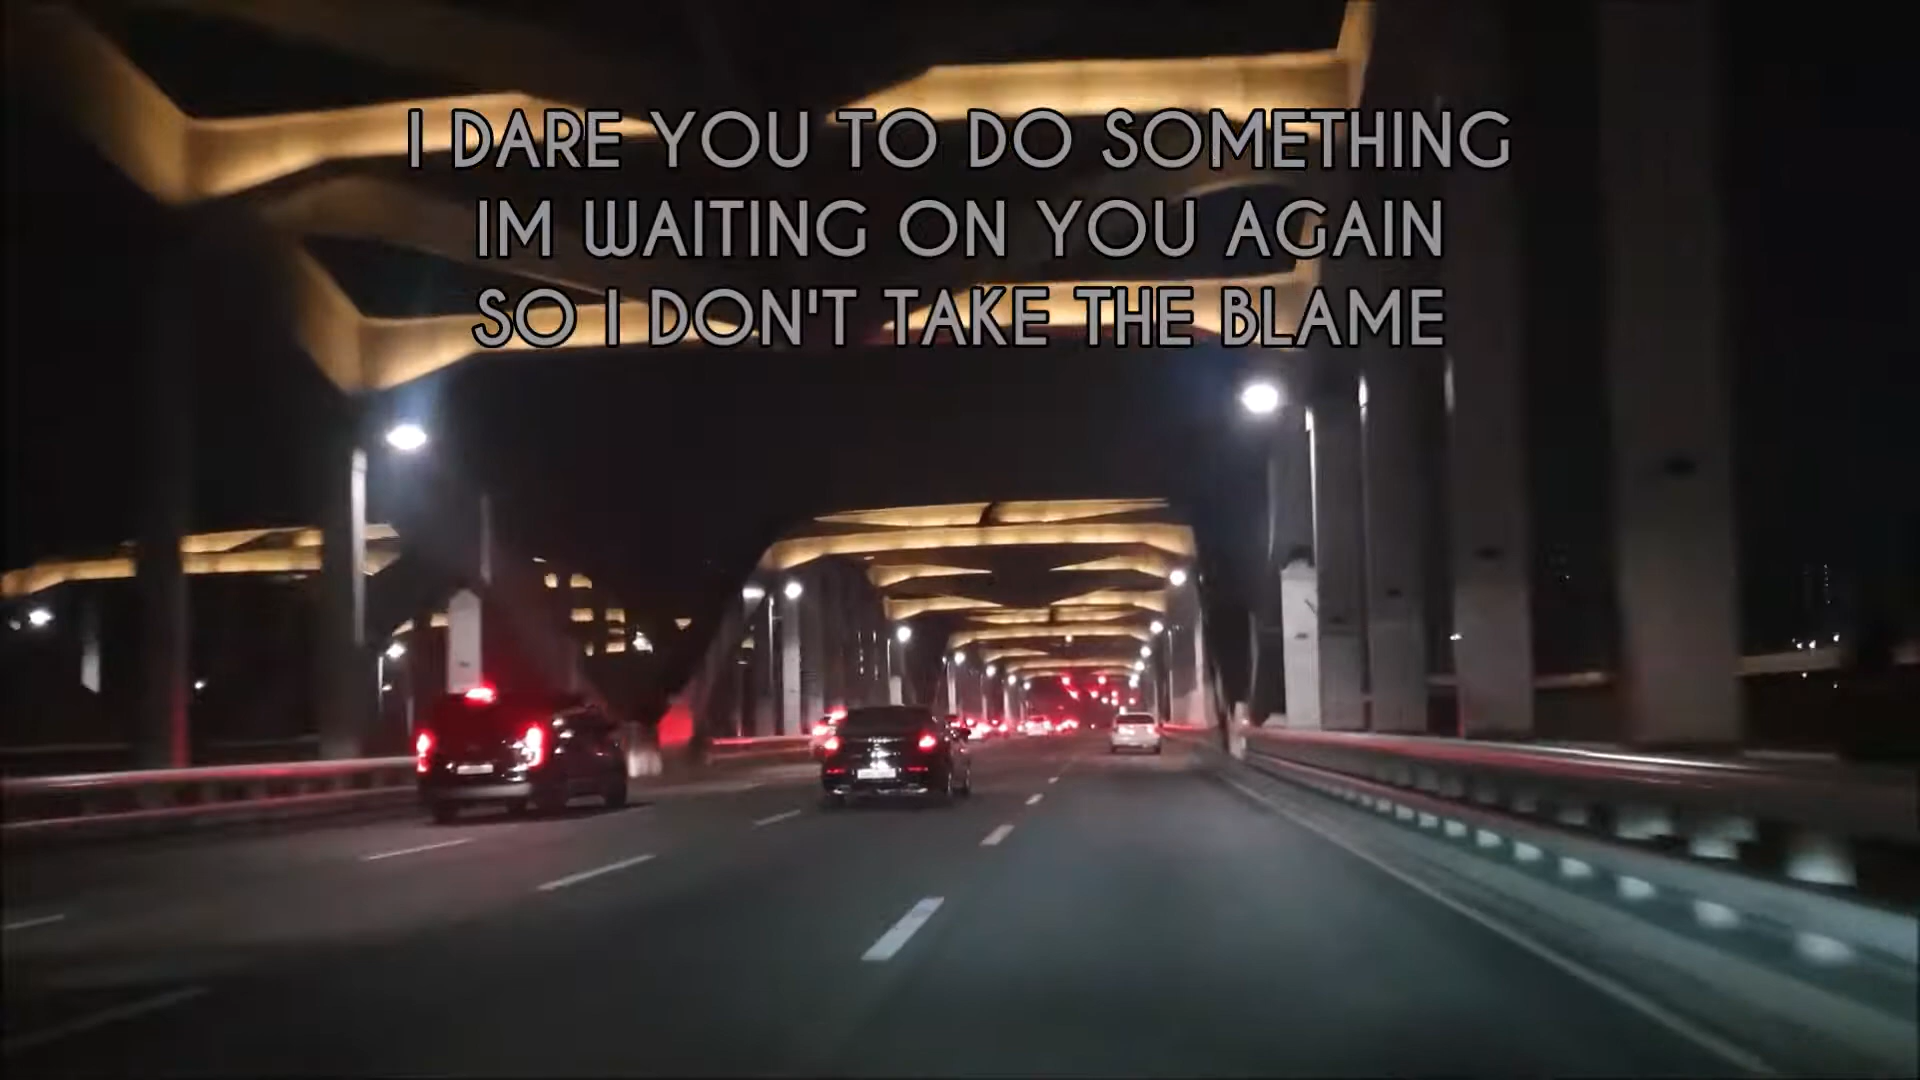 I DARE YOU TO DO SOMETHING
IM WAITING ON YOU AGAIN
SO I DON'T TAKE THE BLAME